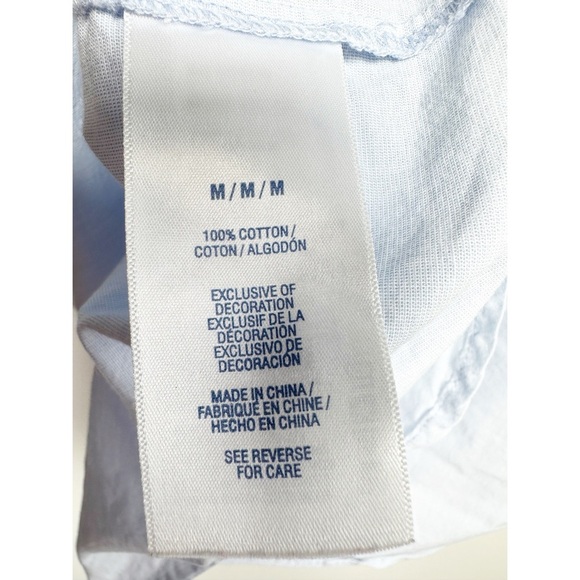 M/M/M
100% COTTON/
COTON/ALGODÓN
EXCLUSIVE OF
DECORATION
EXCLUSIF DE LA
DÉCORATION
EXCLUSIVO DE
DECORACIÓN
MADE IN CHINA/
FABRIQUÉ EN CHINE/
HECHO EN CHINA
SEE REVERSE
FOR CARE